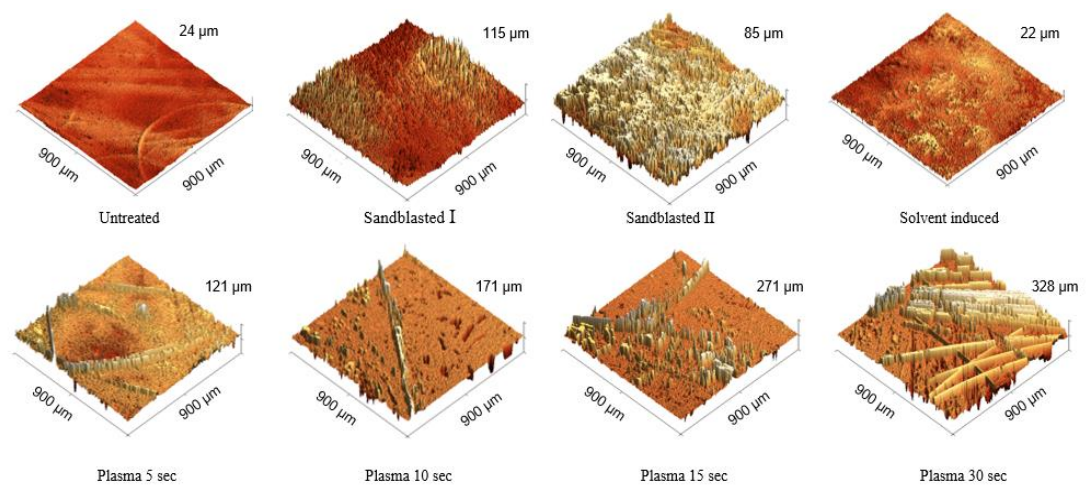 24 µm
115 µm
85 µm
22 µm
900 µm
900 µm
900 µm
900 µm
900 µm
900 µm
900 µm
900 µm
Untreated
Sandblasted I
Sandblasted II
Solvent induced
121 µm
171 µm
271 µm
328 µm
900 µm
900 µm
900 µm
900 µm
900 µm
900 µm
900 µm
900 µm
Plasma 5 sec
Plasma 10 sec
Plasma 15 sec
Plasma 30 sec